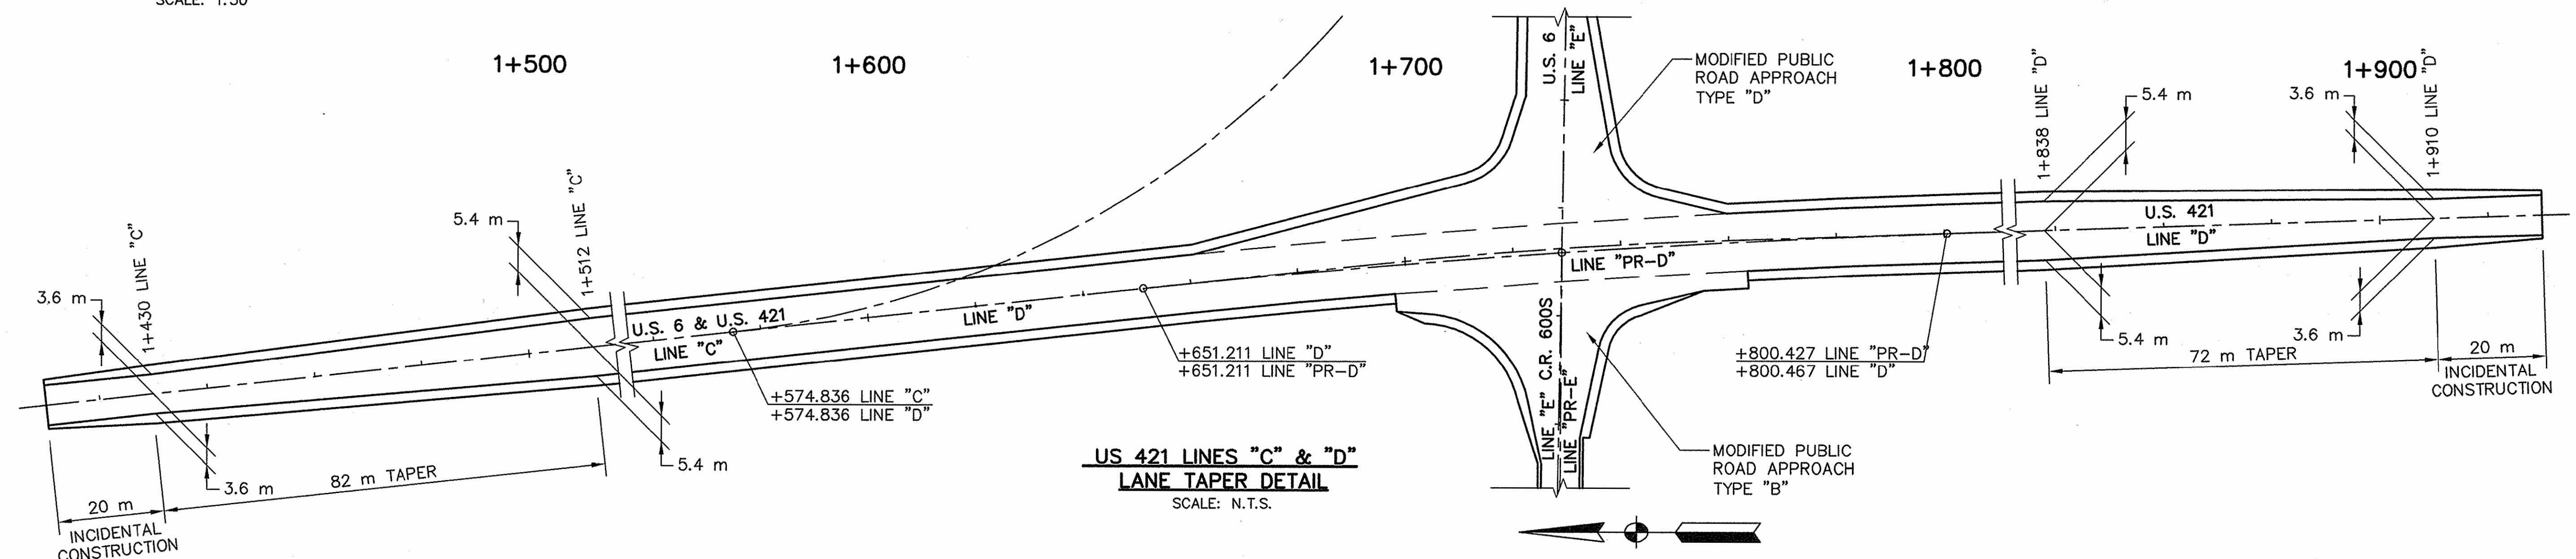 SCALE: 1:50
1+500
1+600
1+700
1+800
1+900
U.S. 6
LINE "E"
MODIFIED PUBLIC
ROAD APPROACH
TYPE "D"
1+838 LINE "D"
5.4 m
3.6 m
1+910 LINE "D"
3.6 m
1+430 LINE "C"
5.4 m
1+512 LINE "C"
U.S. 6 & U.S. 421
LINE "C"
LINE "D"
LINE "PR-D"
U.S. 421
LINE "D"
+574.836 LINE "C"
+574.836 LINE "D"
+651.211 LINE "D"
+651.211 LINE "PR-D"
+800.427 LINE "PR-D"
+800.467 LINE "D"
LINE "E" C.R. 600S
LINE "PR-E"
5.4 m
3.6 m
72 m TAPER
20 m
INCIDENTAL
CONSTRUCTION
20 m
INCIDENTAL
CONSTRUCTION
3.6 m
82 m TAPER
5.4 m
MODIFIED PUBLIC
ROAD APPROACH
TYPE "B"
US 421 LINES "C" & "D"
LANE TAPER DETAIL
SCALE: N.T.S.